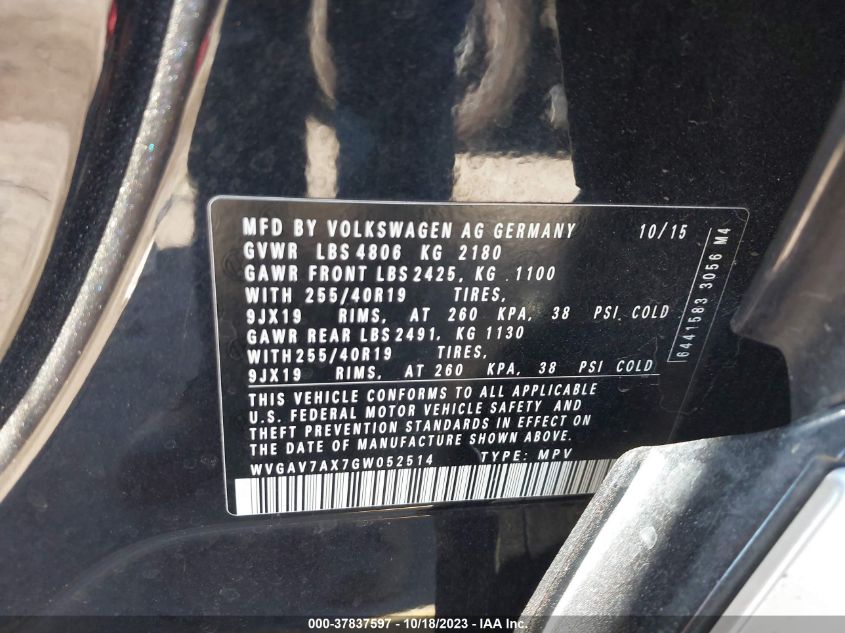 MFD BY VOLKSWAGEN AG GERMANY 10/15
GVWR LBS 4806 KG 2180
GAWR FRONT LBS 2425, KG 1100
WITH 255/40R19 TIRES,
9JX19 RIMS, AT 260 KPA, 38 PSI COLD
GAWR REAR LBS 2491, KG 1130
WITH 255/40R19 TIRES,
9JX19 RIMS, AT 260 KPA, 38 PSI COLD
THIS VEHICLE CONFORMS TO ALL APPLICABLE
U.S. FEDERAL MOTOR VEHICLE SAFETY AND
THEFT PREVENTION STANDARDS IN EFFECT ON
THE DATE OF MANUFACTURE SHOWN ABOVE.
WVGAV7AX7GW052514 TYPE: MPV
6441583 3056 M4
000-37837597 - 10/18/2023 - IAA Inc.